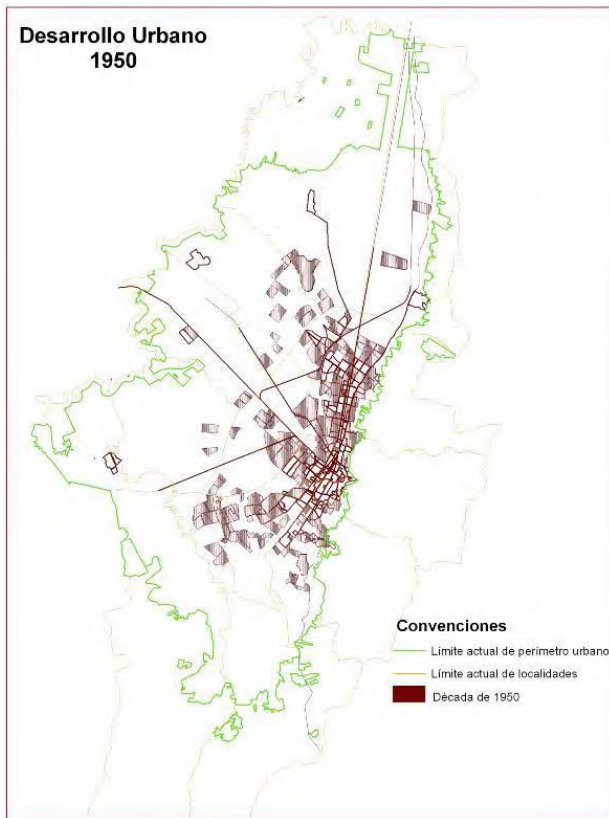 Desarrollo Urbano
1950
Convenciones
Límite actual de perímetro urbano
Límite actual de localidades
Década de 1950